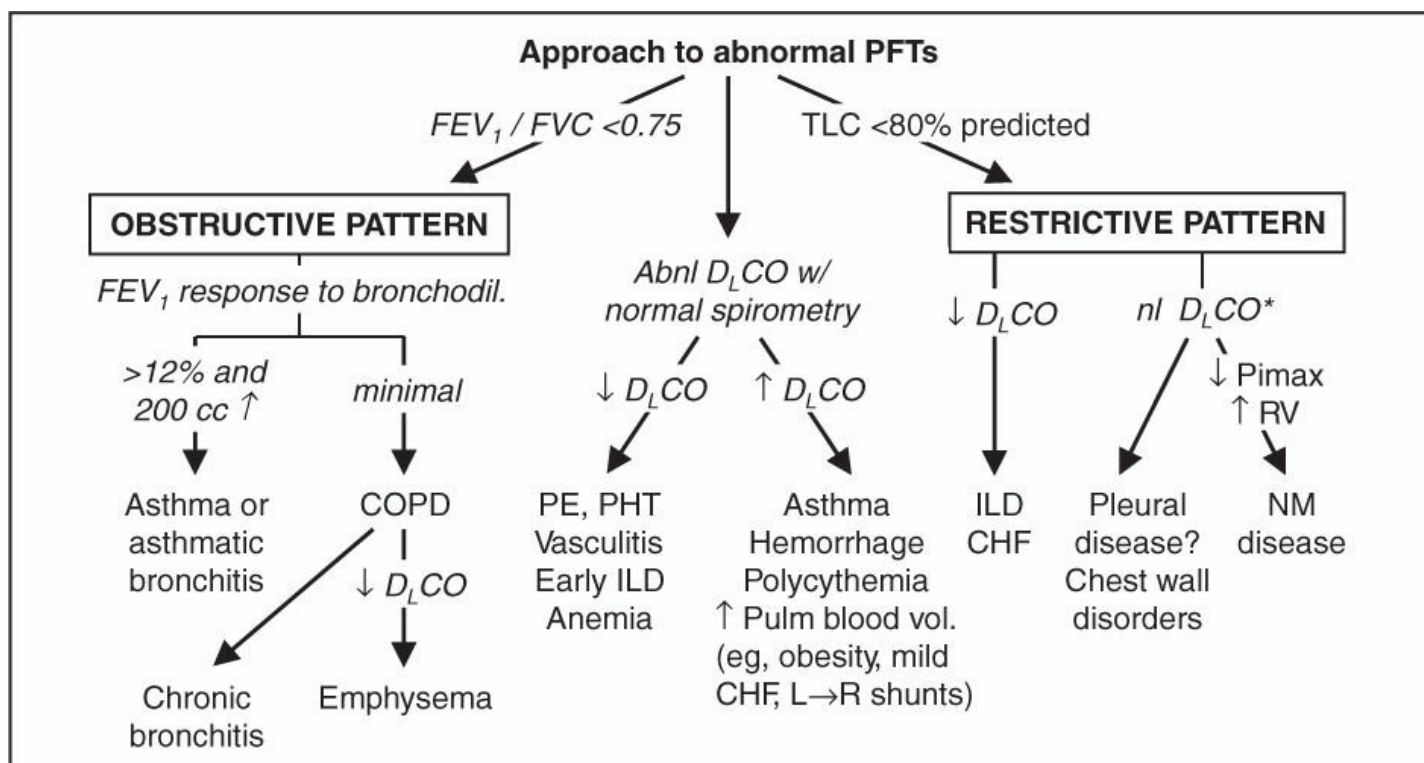 Approach to abnormal PFTs
FEV₁ / FVC <0.75
TLC <80% predicted
OBSTRUCTIVE PATTERN
RESTRICTIVE PATTERN
FEV₁ response to bronchodil.
Abnl DLCO w/
normal spirometry
↓ DLCO
nl DLCO*
>12% and
200 cc ↑
minimal
↓ DLCO
↑ DLCO
↓ Pimax
↑ RV
Asthma or
asthmatic
bronchitis
COPD
↓ DLCO
Chronic
bronchitis
Emphysema
PE, PHT
Vasculitis
Early ILD
Anemia
Asthma
Hemorrhage
Polycythemia
↑ Pulm blood vol.
(eg, obesity, mild
CHF, L→R shunts)
ILD
CHF
Pleural
disease?
Chest wall
disorders
NM
disease